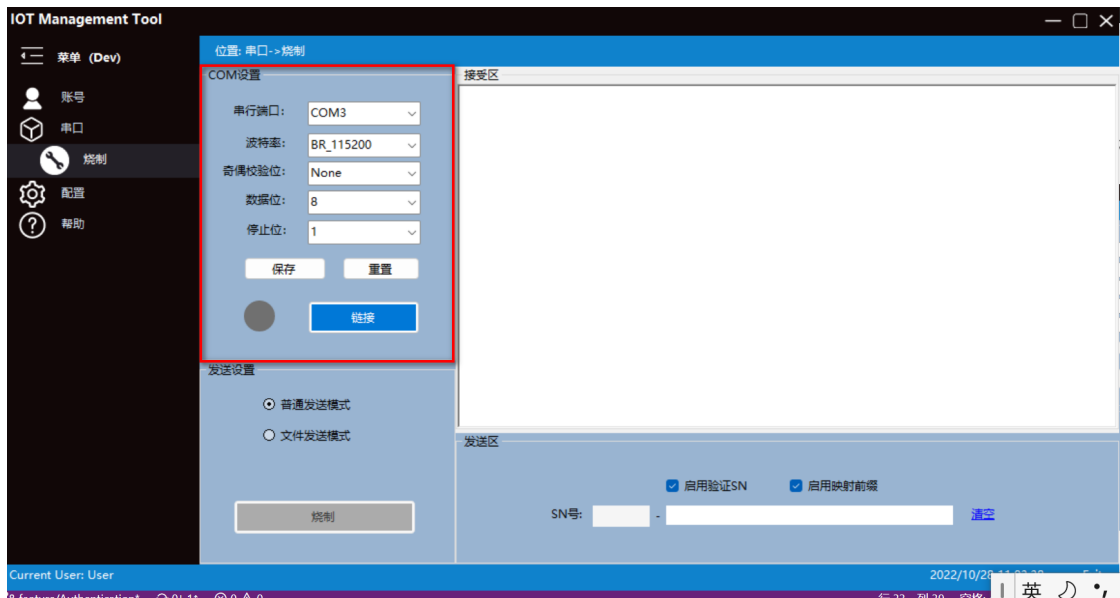 IOT Management Tool
菜单 (Dev)
账号
串口
烧制
配置
帮助
位置: 串口->烧制
COM设置
串行端口:
COM3
波特率:
BR_115200
奇偶校验位:
None
数据位:
8
停止位:
1
保存
重置
链接
发送设置
普通发送模式
文件发送模式
烧制
接受区
发送区
启用验证SN
启用映射前缀
SN号:
-
清空
Current User: User
2022/10/28
英